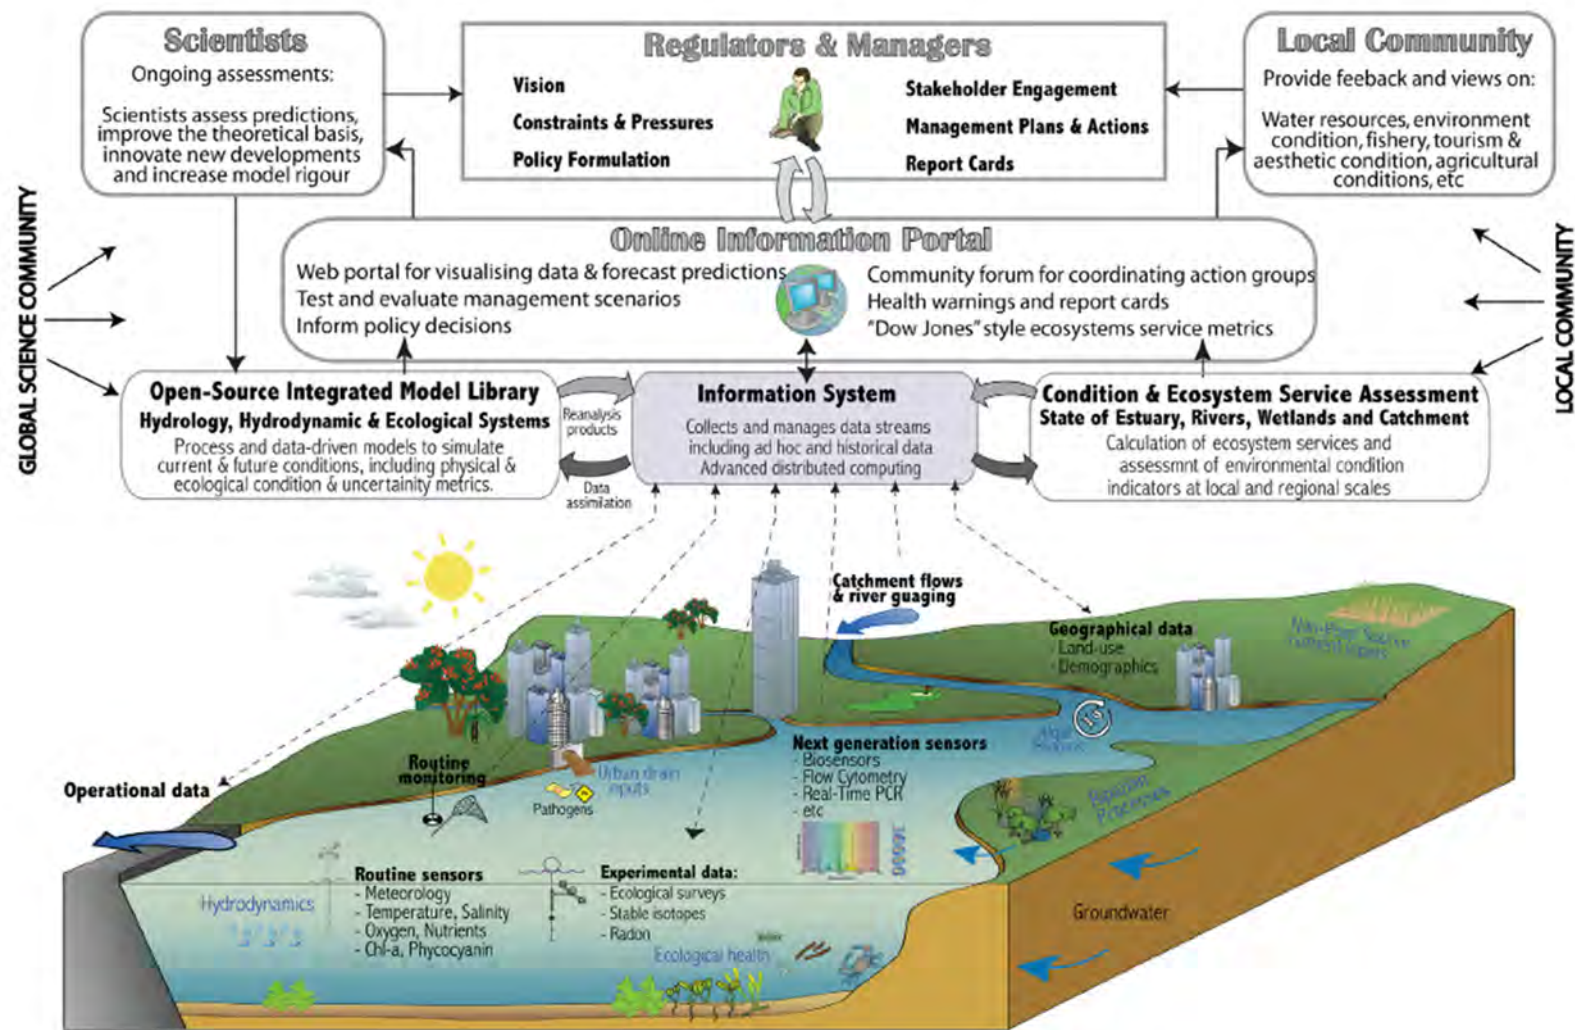 Scientists
Ongoing assessments:
Scientists assess predictions,
improve the theoretical basis,
innovate new developments
and increase model rigour
Regulators & Managers
Vision
Constraints & Pressures
Policy Formulation
Stakeholder Engagement
Management Plans & Actions
Report Cards
Local Community
Provide feeback and views on:
Water resources, environment
condition, fishery, tourism &
aesthetic condition, agricultural
conditions, etc
GLOBAL SCIENCE COMMUNITY
LOCAL COMMUNITY
Online Information Portal
Web portal for visualising data & forecast predictions
Test and evaluate management scenarios
Inform policy decisions
Community forum for coordinating action groups
Health warnings and report cards
"Dow Jones" style ecosystems service metrics
Open-Source Integrated Model Library
Hydrology, Hydrodynamic & Ecological Systems
Process and data-driven models to simulate
current & future conditions, including physical &
ecological condition & uncertainity metrics.
Reanalysis
products
Data
assimilation
Information System
Collects and manages data streams
including ad hoc and historical data
Advanced distributed computing
Condition & Ecosystem Service Assessment
State of Estuary, Rivers, Wetlands and Catchment
Calculation of ecosystem services and
assessmnt of environmental condition
indicators at local and regional scales
Catchment flows
& river guaging
Geographical data
- Land-use
- Demographics
Non-Point Source
nutrient inputs
Algal
Riparian
Processes
Operational data
Routine
monitoring
Urban drain
inputs
Pathogens
Next generation sensors
- Biosensors
- Flow Cytometry
- Real-Time PCR
- etc
Routine sensors
- Meteorology
- Temperature, Salinity
- Oxygen, Nutrients
- Chl-a, Phycocyanin
Experimental data:
- Ecological surveys
- Stable isotopes
- Radon
Hydrodynamics
Ecological health
Groundwater